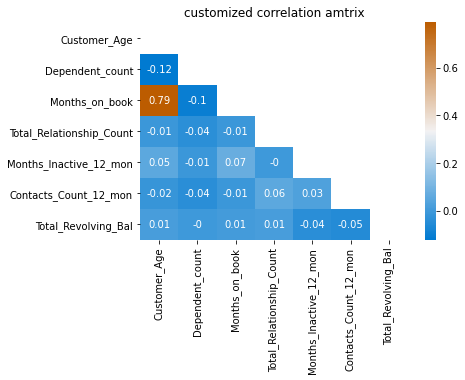 customized correlation amtrix
Customer_Age
Dependent_count -0.12
Months_on_book 0.79 -0.1
Total_Relationship_Count -0.01 -0.04 -0.01
Months_Inactive_12_mon 0.05 -0.01 0.07 -0
Contacts_Count_12_mon -0.02 -0.04 -0.01 0.06 0.03
Total_Revolving_Bal 0.01 -0 0.01 0.01 -0.04 -0.05
Customer_Age
Dependent_count
Months_on_book
Total_Relationship_Count
Months_Inactive_12_mon
Contacts_Count_12_mon
Total_Revolving_Bal
0.6
0.4
0.2
0.0